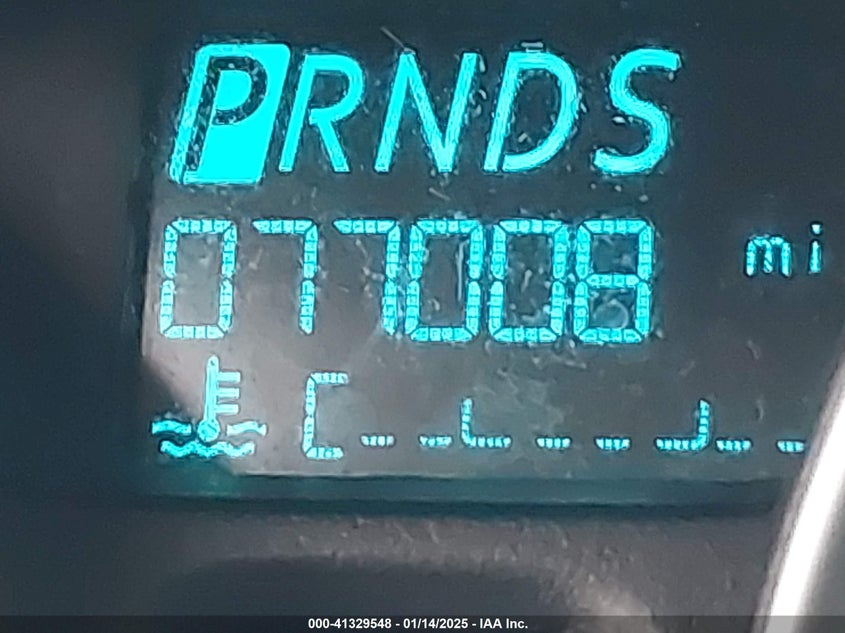 PRNDS
077008 mi
C
000-41329548 - 01/14/2025 - IAA Inc.